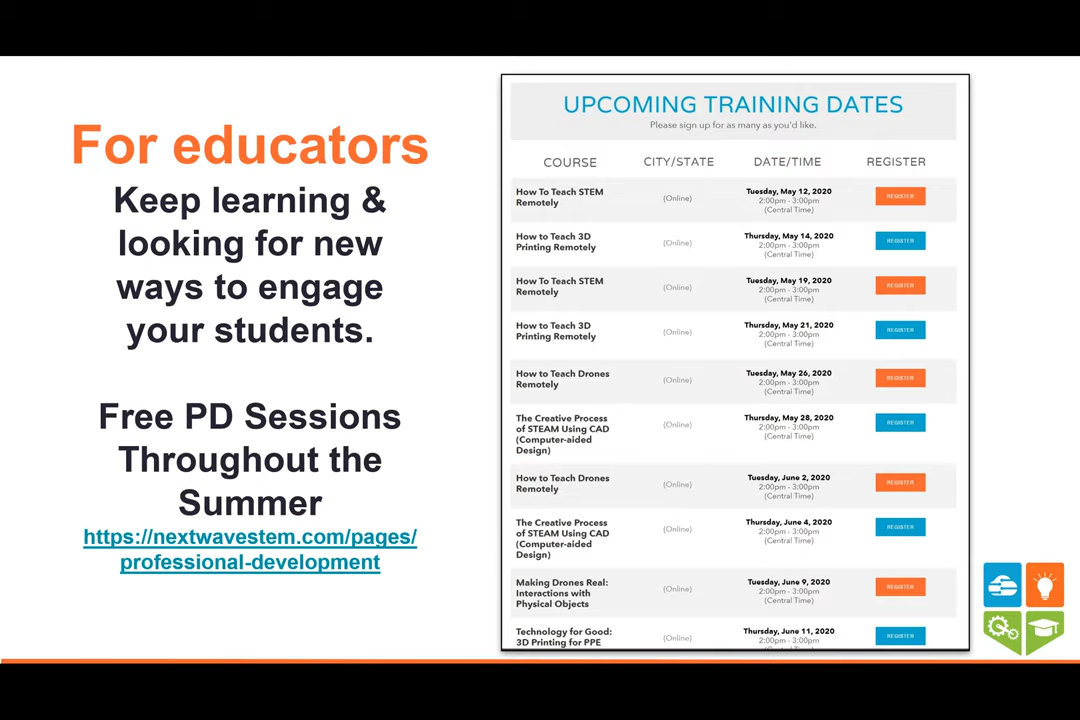 For educators
Keep learning &
looking for new
ways to engage
your students.
Free PD Sessions
Throughout the
Summer
https://nextwavestem.com/pages/
professional-development
UPCOMING TRAINING DATES
Please sign up for as many as you'd like.
COURSE CITY/STATE DATE/TIME REGISTER
How To Teach STEM
Remotely
(Online)
Tuesday, May 12, 2020
2:00pm - 3:00pm
(Central Time)
REGISTER
How to Teach 3D
Printing Remotely
(Online)
Thursday, May 14, 2020
2:00pm - 3:00pm
(Central Time)
REGISTER
How To Teach STEM
Remotely
(Online)
Tuesday, May 19, 2020
2:00pm - 3:00pm
(Central Time)
REGISTER
How to Teach 3D
Printing Remotely
(Online)
Thursday, May 21, 2020
2:00pm - 3:00pm
(Central Time)
REGISTER
How to Teach Drones
Remotely
(Online)
Tuesday, May 26, 2020
2:00pm - 3:00pm
(Central Time)
REGISTER
The Creative Process
of STEAM Using CAD
(Computer-aided
Design)
(Online)
Thursday, May 28, 2020
2:00pm - 3:00pm
(Central Time)
REGISTER
How to Teach Drones
Remotely
(Online)
Tuesday, June 2, 2020
2:00pm - 3:00pm
(Central Time)
REGISTER
The Creative Process
of STEAM Using CAD
(Computer-aided
Design)
(Online)
Thursday, June 4, 2020
2:00pm - 3:00pm
(Central Time)
REGISTER
Making Drones Real:
Interactions with
Physical Objects
(Online)
Tuesday, June 9, 2020
2:00pm - 3:00pm
(Central Time)
REGISTER
Technology for Good:
3D Printing for PPE
(Online)
Thursday, June 11, 2020
2:00pm - 3:00pm
REGISTER